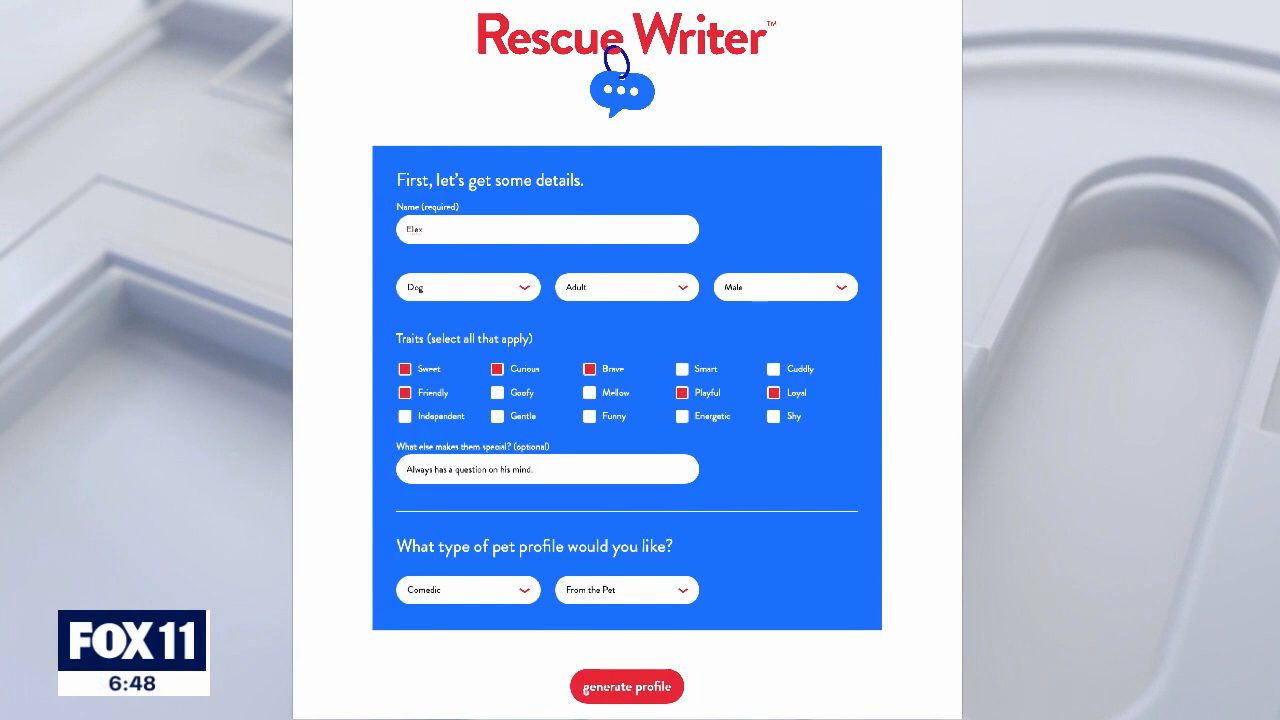 Rescue Writer™
First, let's get some details.
Name (required)
Elex
Dog Adult Male
Traits (select all that apply)
Sweet Curious Brave Smart Cuddly
Friendly Goofy Mellow Playful Loyal
Independent Gentle Funny Energetic Shy
What else makes them special? (optional)
Always has a question on his mind.
What type of pet profile would you like?
Comedic From the Pet
generate profile
FOX 11
6:48